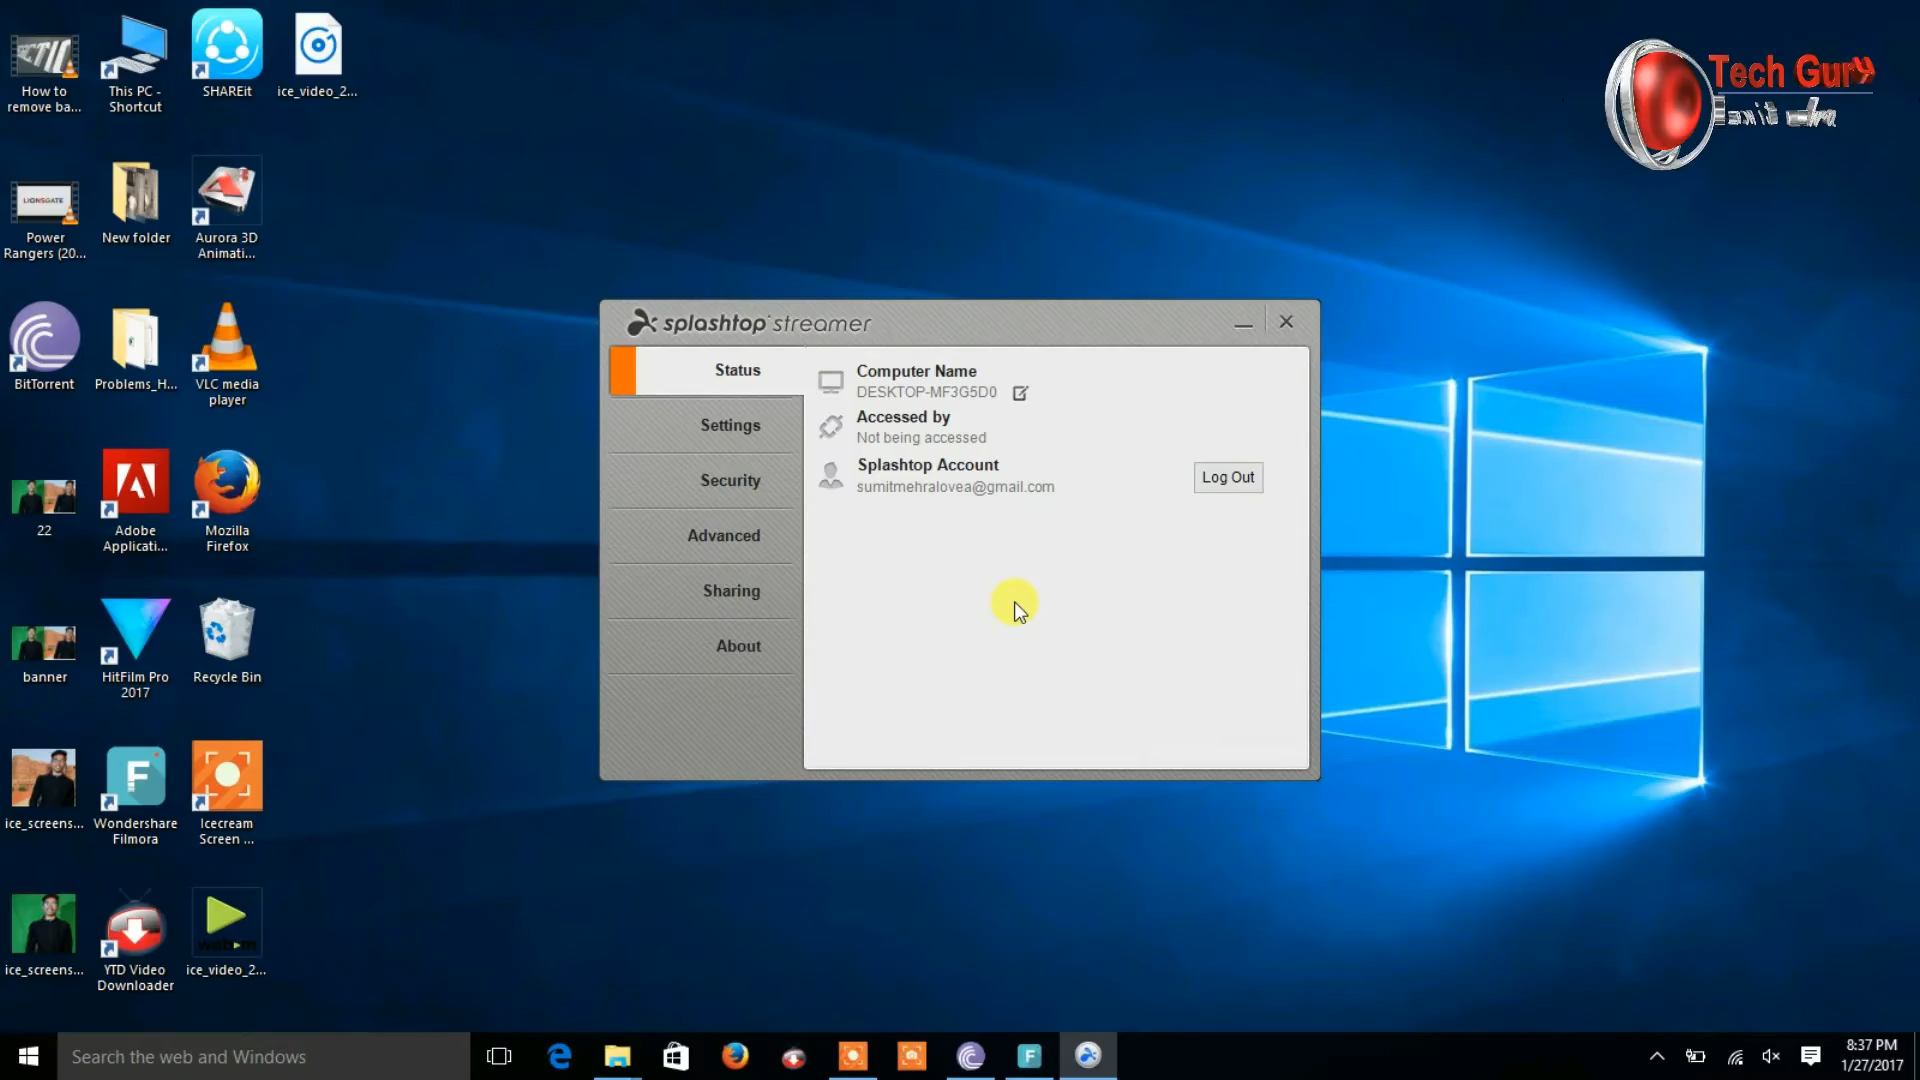 How to
remove ba...
This PC -
Shortcut
SHAREit
ice_video_2...
Tech Gury
LIONSGATE
Power
Rangers (20...
New folder
Aurora 3D
Animati...
BitTorrent
Problems_H...
VLC media
player
22
Adobe
Applicati...
Mozilla
Firefox
banner
HitFilm Pro
2017
Recycle Bin
ice_screens...
Wondershare
Filmora
Icecream
Screen ...
ice_screens...
YTD Video
Downloader
ice_video_2...
splashtop streamer
Status
Settings
Security
Advanced
Sharing
About
Computer Name
DESKTOP-MF3G5D0
Accessed by
Not being accessed
Splashtop Account
sumitmehralovea@gmail.com
Log Out
Search the web and Windows
8:37 PM
1/27/2017